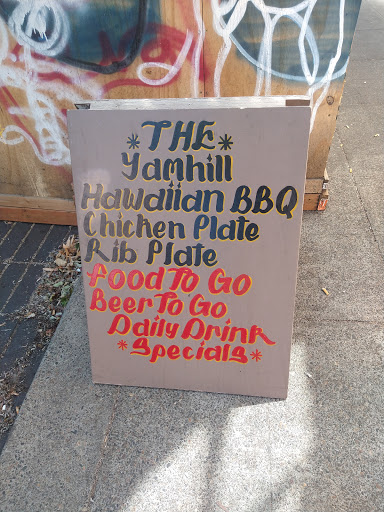 *THE*
Yamhill
Hawaiian BBQ
Chicken Plate
Rib Plate
Food To Go
Beer To Go
Daily Drink
*Specials*